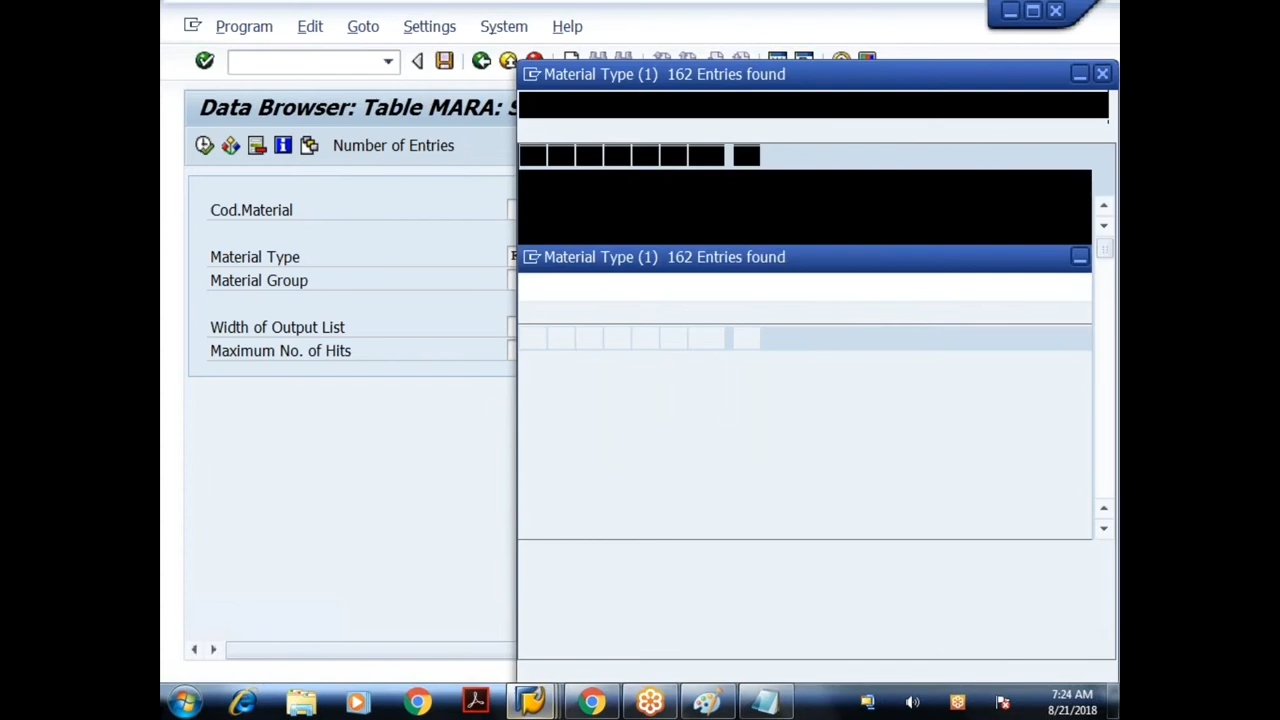 Program Edit Goto Settings System Help
Material Type (1) 162 Entries found
Data Browser: Table MARA:
Number of Entries
Cod.Material
Material Type
Material Group
Material Type (1) 162 Entries found
Width of Output List
Maximum No. of Hits
7:24 AM
8/21/2018